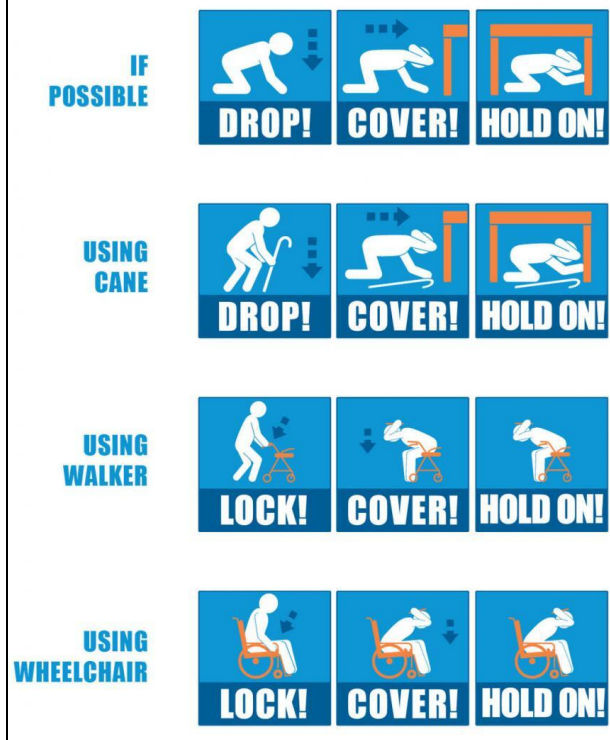 IF
POSSIBLE
DROP!
COVER!
HOLD ON!
USING
CANE
DROP!
COVER!
HOLD ON!
USING
WALKER
LOCK!
COVER!
HOLD ON!
USING
WHEELCHAIR
LOCK!
COVER!
HOLD ON!